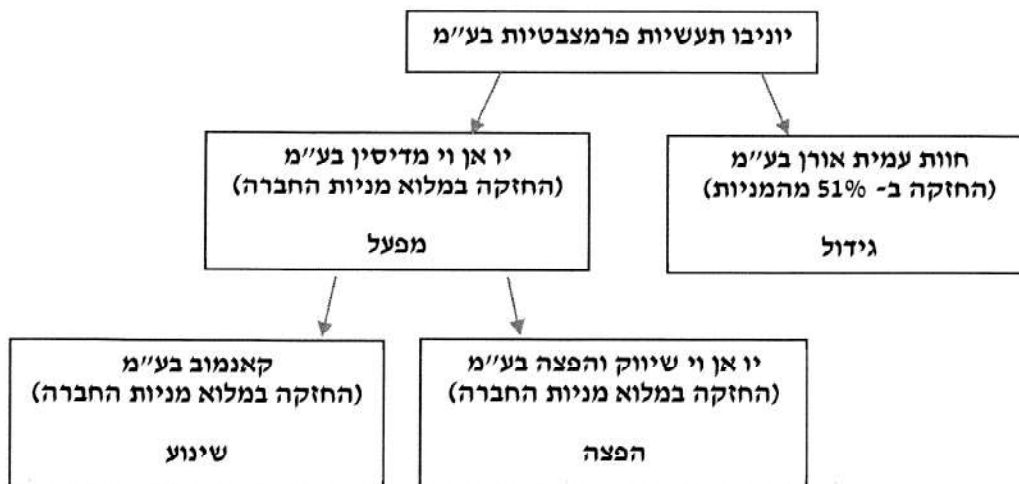 יוניבו תעשיות פרמצבטיות בע"מ
יו אן וי מדיסין בע"מ
(החזקה במלוא מניות החברה)
מפעל
חוות עמית אורן בע"מ
(החזקה ב- 51% מהמניות)
גידול
קאנמוב בע"מ
(החזקה במלוא מניות החברה)
שינוע
יו אן וי שיווק והפצה בע"מ
(החזקה במלוא מניות החברה)
הפצה